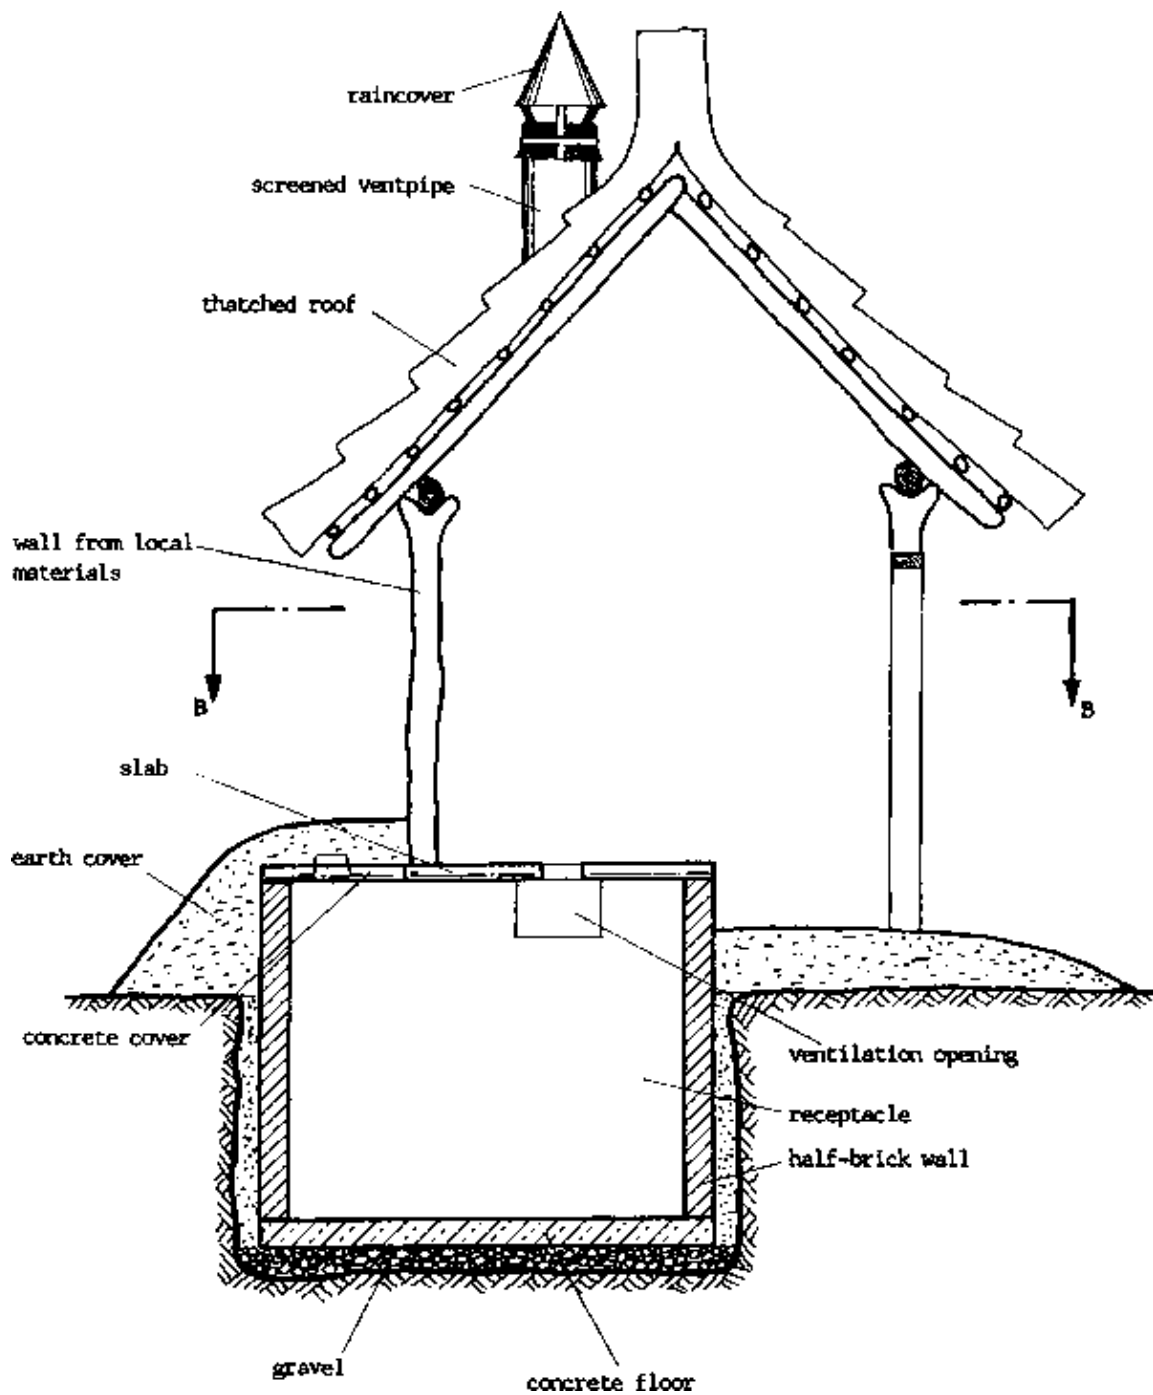 raincover
screened ventpipe
thatched roof
wall from local
materials
B
B
slab
earth cover
concrete cover
ventilation opening
receptacle
half-brick wall
gravel
concrete floor